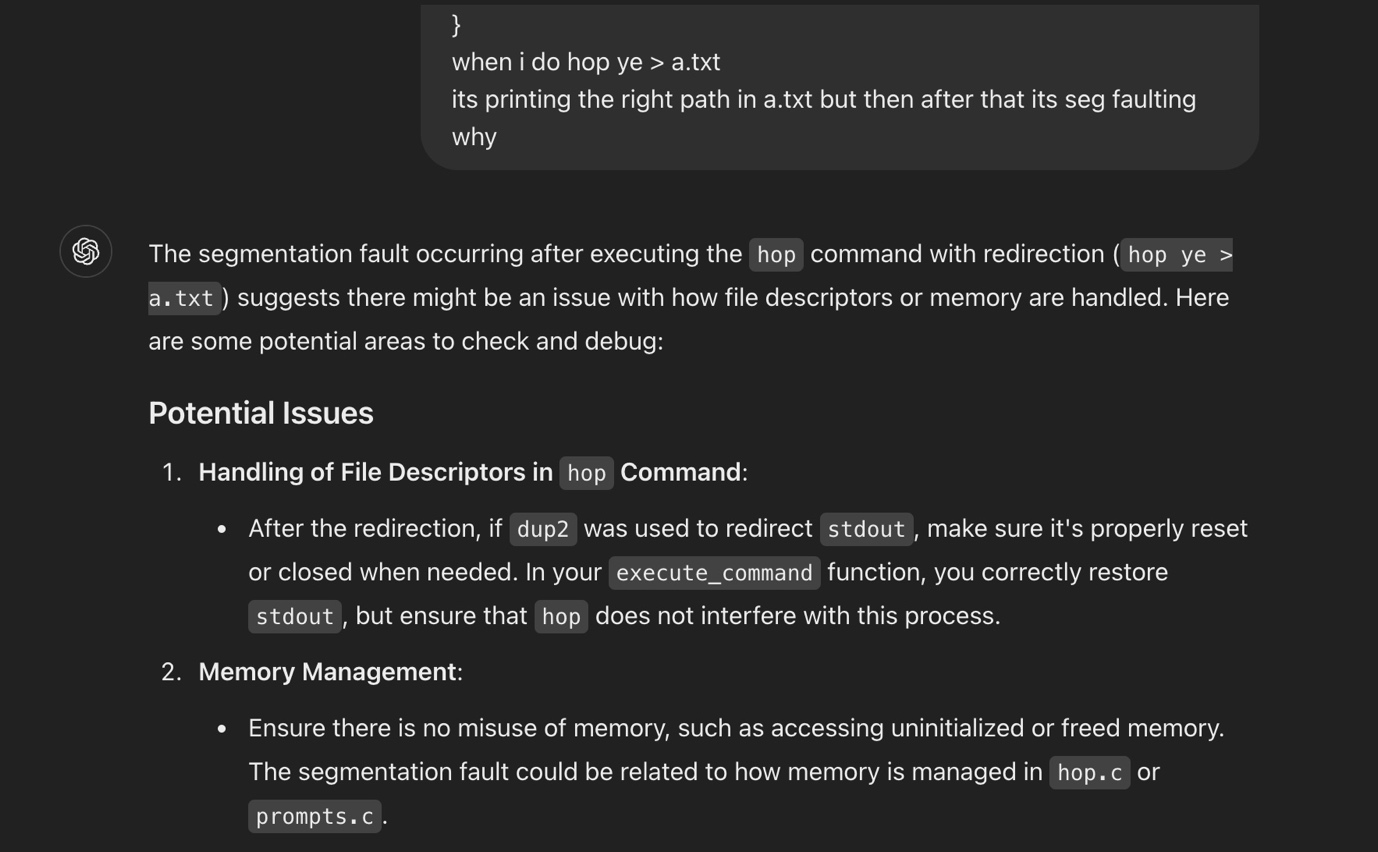 }
when i do hop ye > a.txt
its printing the right path in a.txt but then after that its seg faulting
why
The segmentation fault occurring after executing the hop command with redirection (hop ye >
a.txt) suggests there might be an issue with how file descriptors or memory are handled. Here
are some potential areas to check and debug:
Potential Issues
1. Handling of File Descriptors in hop Command:
• After the redirection, if dup2 was used to redirect stdout, make sure it's properly reset
or closed when needed. In your execute_command function, you correctly restore
stdout, but ensure that hop does not interfere with this process.
2. Memory Management:
• Ensure there is no misuse of memory, such as accessing uninitialized or freed memory.
The segmentation fault could be related to how memory is managed in hop.c or
prompts.c.